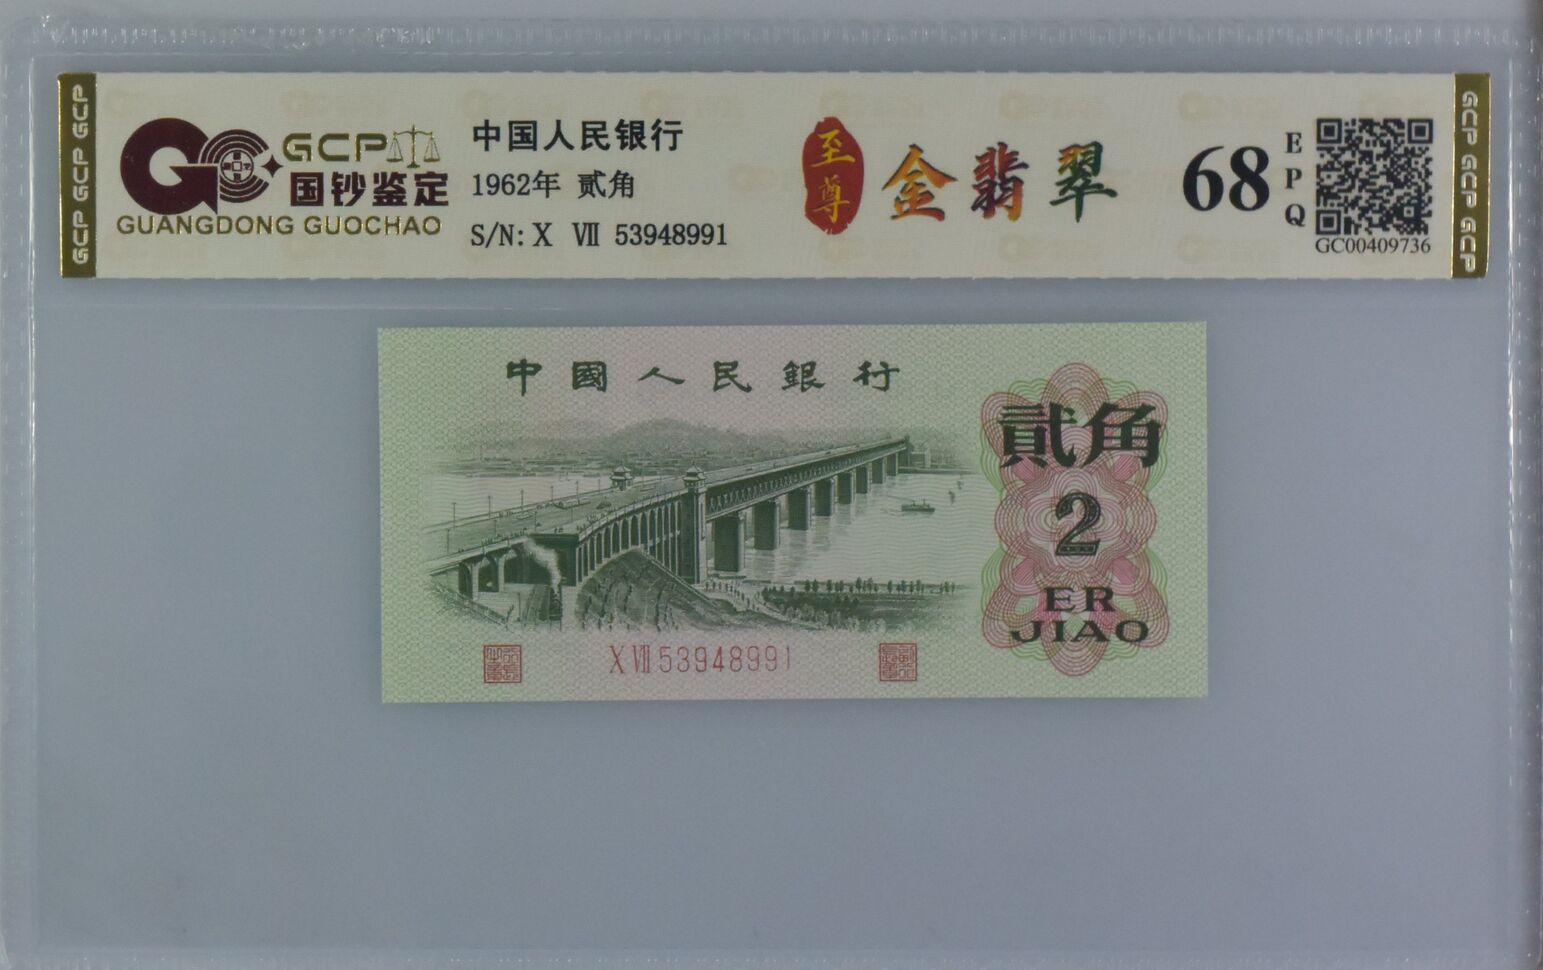 GCP GCP GCP
GCP
国钞鉴定
GUANGDONG GUOCHAO
中国人民银行
1962年 贰角
S/N: X Ⅶ 53948991
至尊
金翡翠
68
EPQ
GC00409736
GCP GCP GCP
中國人民銀行
貳角
2
ER
JIAO
X Ⅶ 53948991